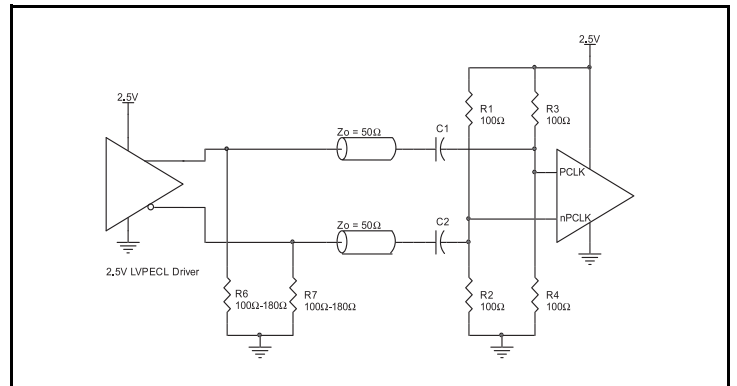 2.5V
2.5V
R1
100Ω
R3
100Ω
Zo = 50Ω
C1
PCLK
Zo = 50Ω
C2
nPCLK
2.5V LVPECL Driver
R6
100Ω-180Ω
R7
100Ω-180Ω
R2
100Ω
R4
100Ω